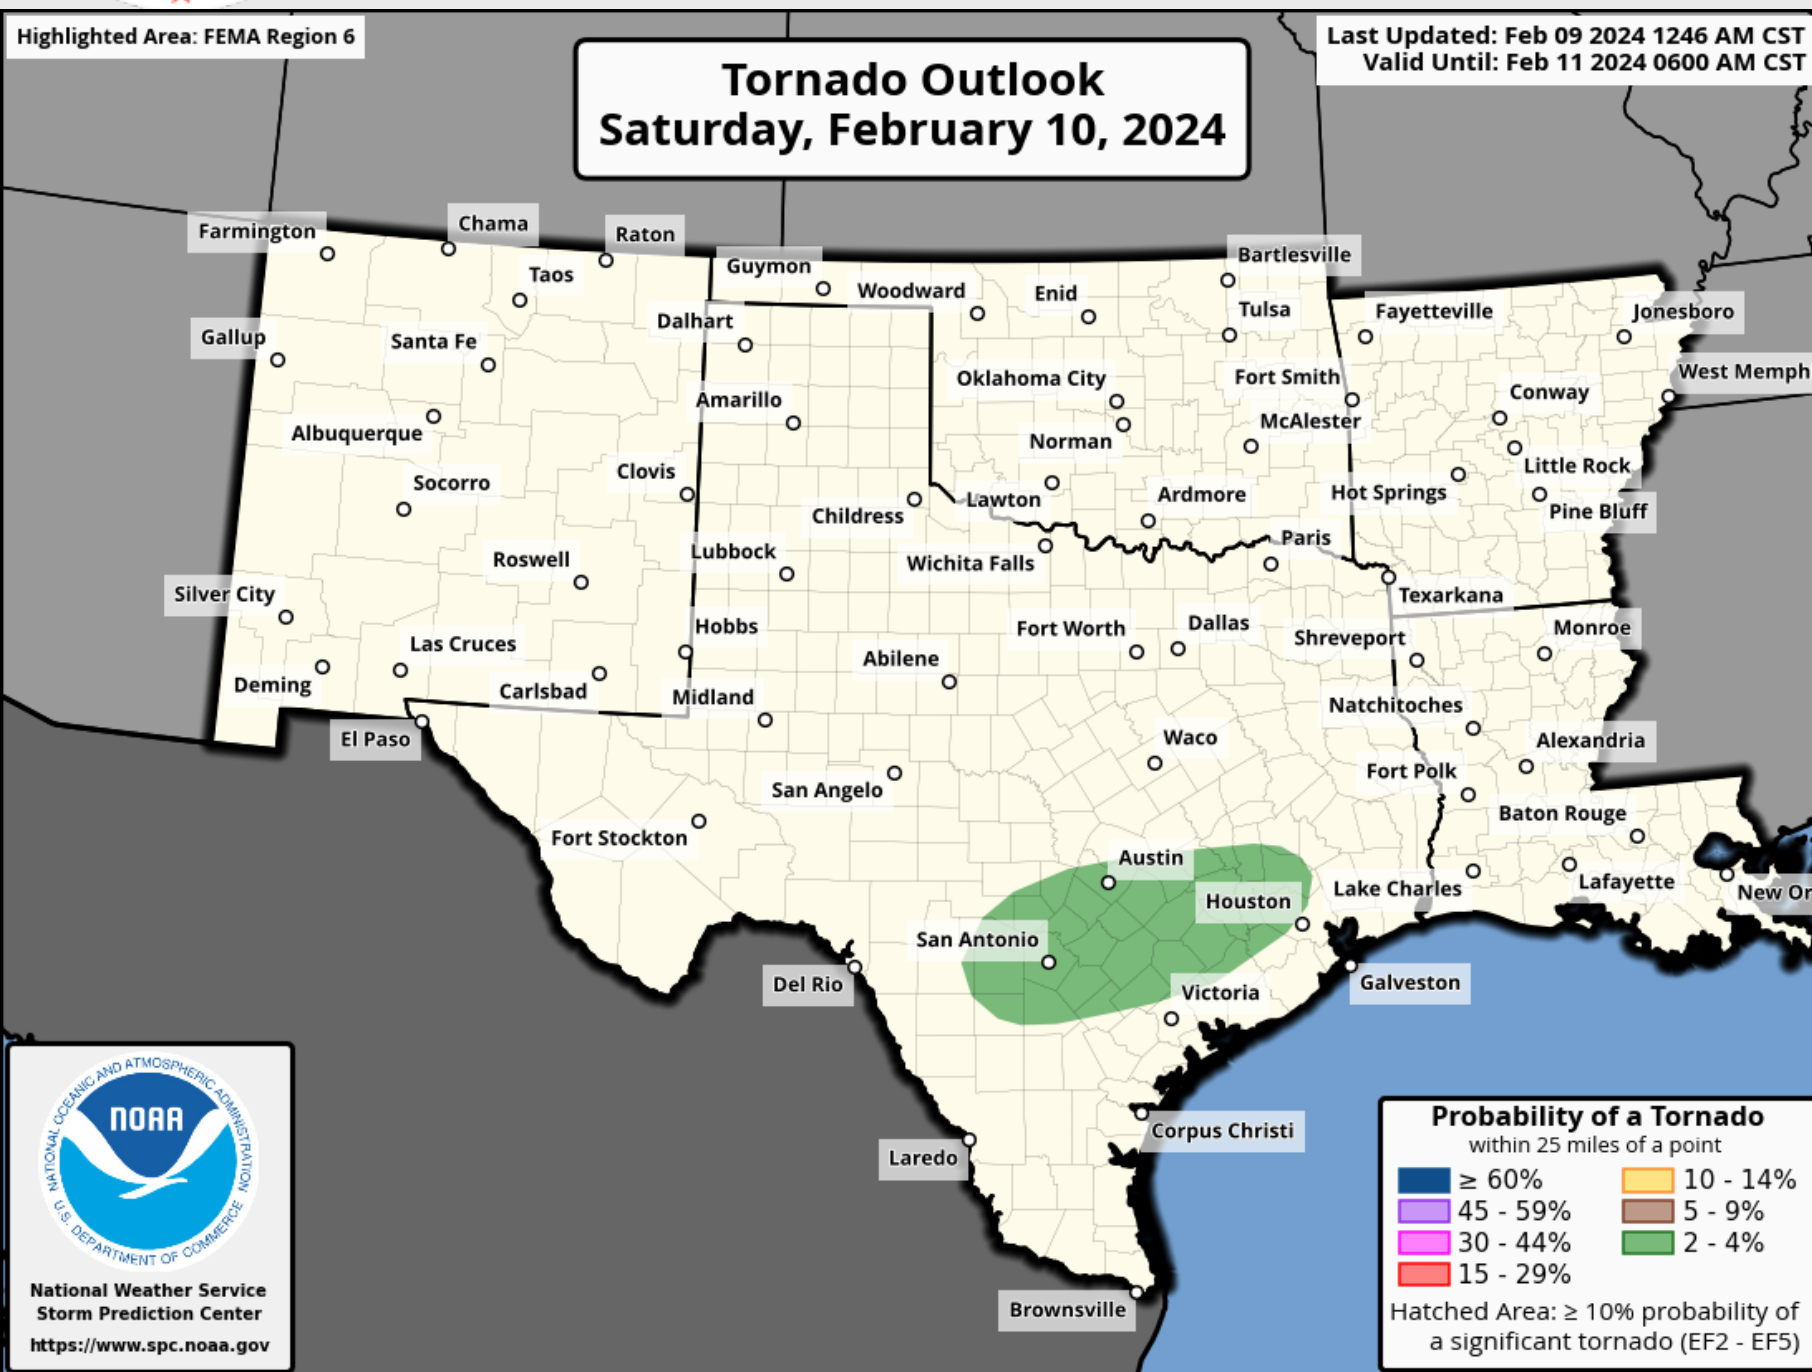 Highlighted Area: FEMA Region 6
Tornado Outlook
Saturday, February 10, 2024
Last Updated: Feb 09 2024 1246 AM CST
Valid Until: Feb 11 2024 0600 AM CST
Farmington
Chama
Raton
Taos
Guymon
Woodward
Enid
Bartlesville
Tulsa
Fayetteville
Jonesboro
Gallup
Santa Fe
Dalhart
Oklahoma City
Fort Smith
West Memph
Conway
Amarillo
Albuquerque
Norman
McAlester
Little Rock
Clovis
Socorro
Childress
Lawton
Ardmore
Hot Springs
Pine Bluff
Paris
Lubbock
Roswell
Wichita Falls
Silver City
Texarkana
Hobbs
Las Cruces
Fort Worth
Dallas
Shreveport
Monroe
Abilene
Deming
Carlsbad
Midland
Natchitoches
El Paso
Waco
Alexandria
San Angelo
Fort Polk
Baton Rouge
Fort Stockton
Austin
Lake Charles
Lafayette
New Or
Houston
San Antonio
Del Rio
Victoria
Galveston
Corpus Christi
Laredo
Brownsville
NATIONAL OCEANIC AND ATMOSPHERIC ADMINISTRATION
NOAA
U.S. DEPARTMENT OF COMMERCE
National Weather Service
Storm Prediction Center
https://www.spc.noaa.gov
Probability of a Tornado
within 25 miles of a point
≥ 60%
10 - 14%
45 - 59%
5 - 9%
30 - 44%
2 - 4%
15 - 29%
Hatched Area: ≥ 10% probability of
a significant tornado (EF2 - EF5)